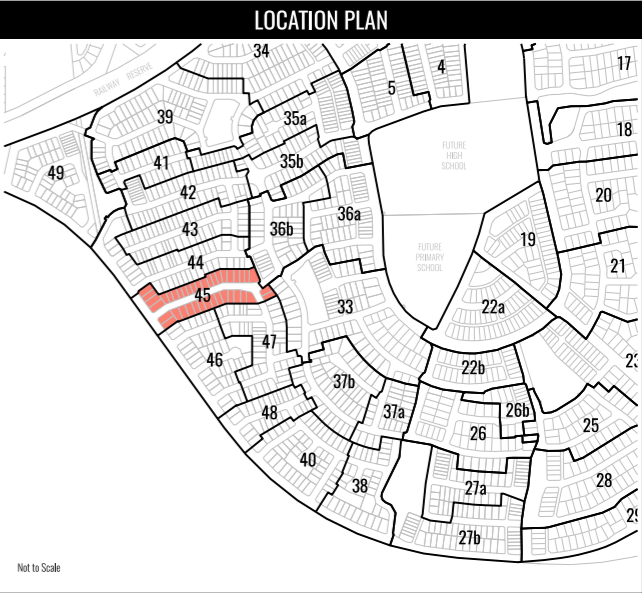 LOCATION PLAN
34
4
17
5
RAILWAY RESERVE
39
35a
18
FUTURE
HIGH
SCHOOL
41
35b
49
42
20
36a
43
36b
19
44
FUTURE
PRIMARY
SCHOOL
21
45
33
22a
47
46
22b
23
37b
48
37a
26b
25
26
40
38
27a
28
29
27b
Not to Scale